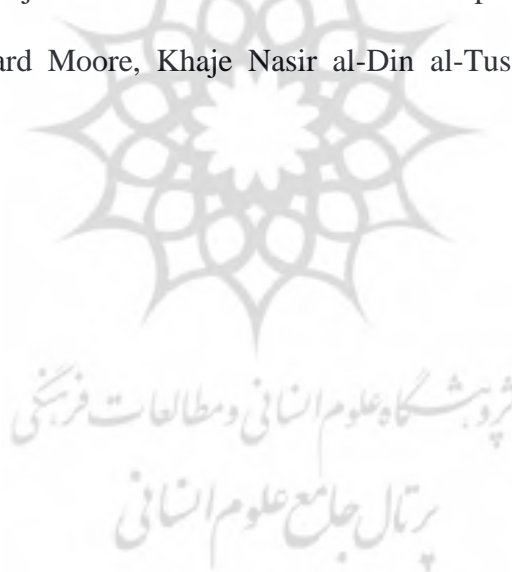 ard Moore, Khaje Nasir al-Din al-Tus
پژوهشگاه علوم انسانی و مطالعات فرهنگی
پرتال جامع علوم انسانی